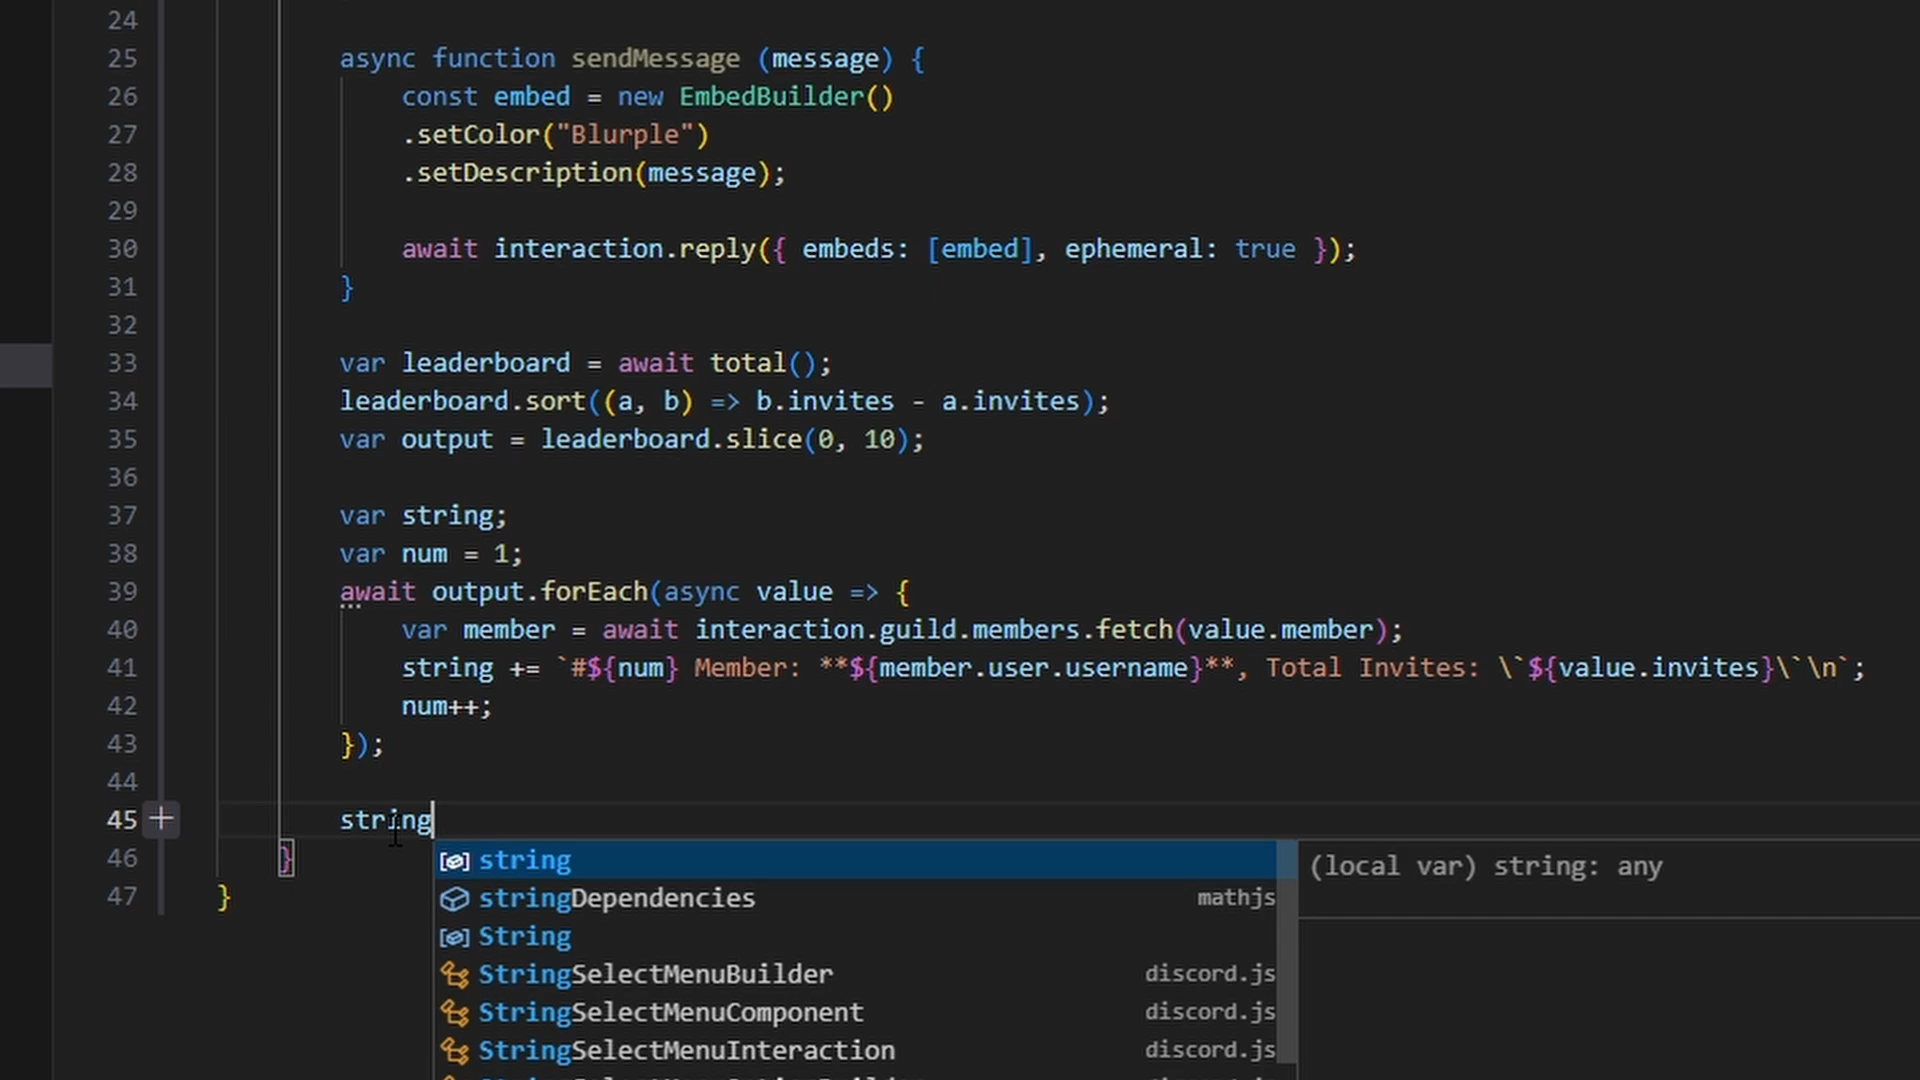 24
25 async function sendMessage (message) {
26 const embed = new EmbedBuilder()
27 .setColor("Blurple")
28 .setDescription(message);
29
30 await interaction.reply({ embeds: [embed], ephemeral: true });
31 }
32
33 var leaderboard = await total();
34 leaderboard.sort((a, b) => b.invites - a.invites);
35 var output = leaderboard.slice(0, 10);
36
37 var string;
38 var num = 1;
39 await output.forEach(async value => {
40 var member = await interaction.guild.members.fetch(value.member);
41 string += `#${num} Member: **${member.user.username}**, Total Invites: \`${value.invites}\`\n`;
42 num++;
43 });
44
45 string
46 }
47 }
string
(local var) string: any
stringDependencies mathjs
String
StringSelectMenuBuilder discord.js
StringSelectMenuComponent discord.js
StringSelectMenuInteraction discord.js